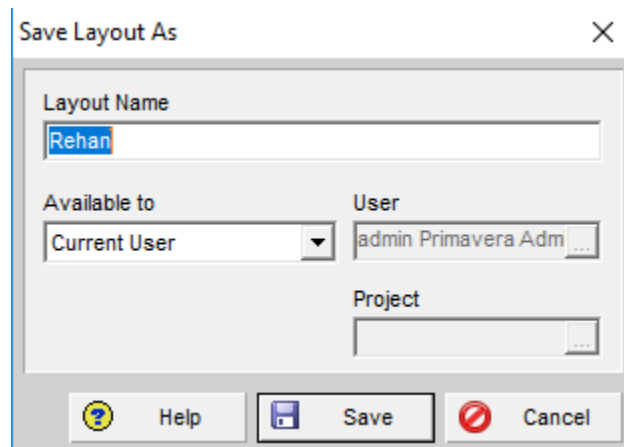 Save Layout As
Layout Name
Rehan
Available to
User
Current User
admin Primavera Adm
...
Project
...
Help
Save
Cancel